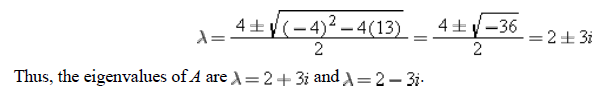 λ = (4 ± √((−4)² − 4(13)))/2 = (4 ± √−36)/2 = 2 ± 3i
Thus, the eigenvalues of A are λ = 2 + 3i and λ = 2 − 3i.